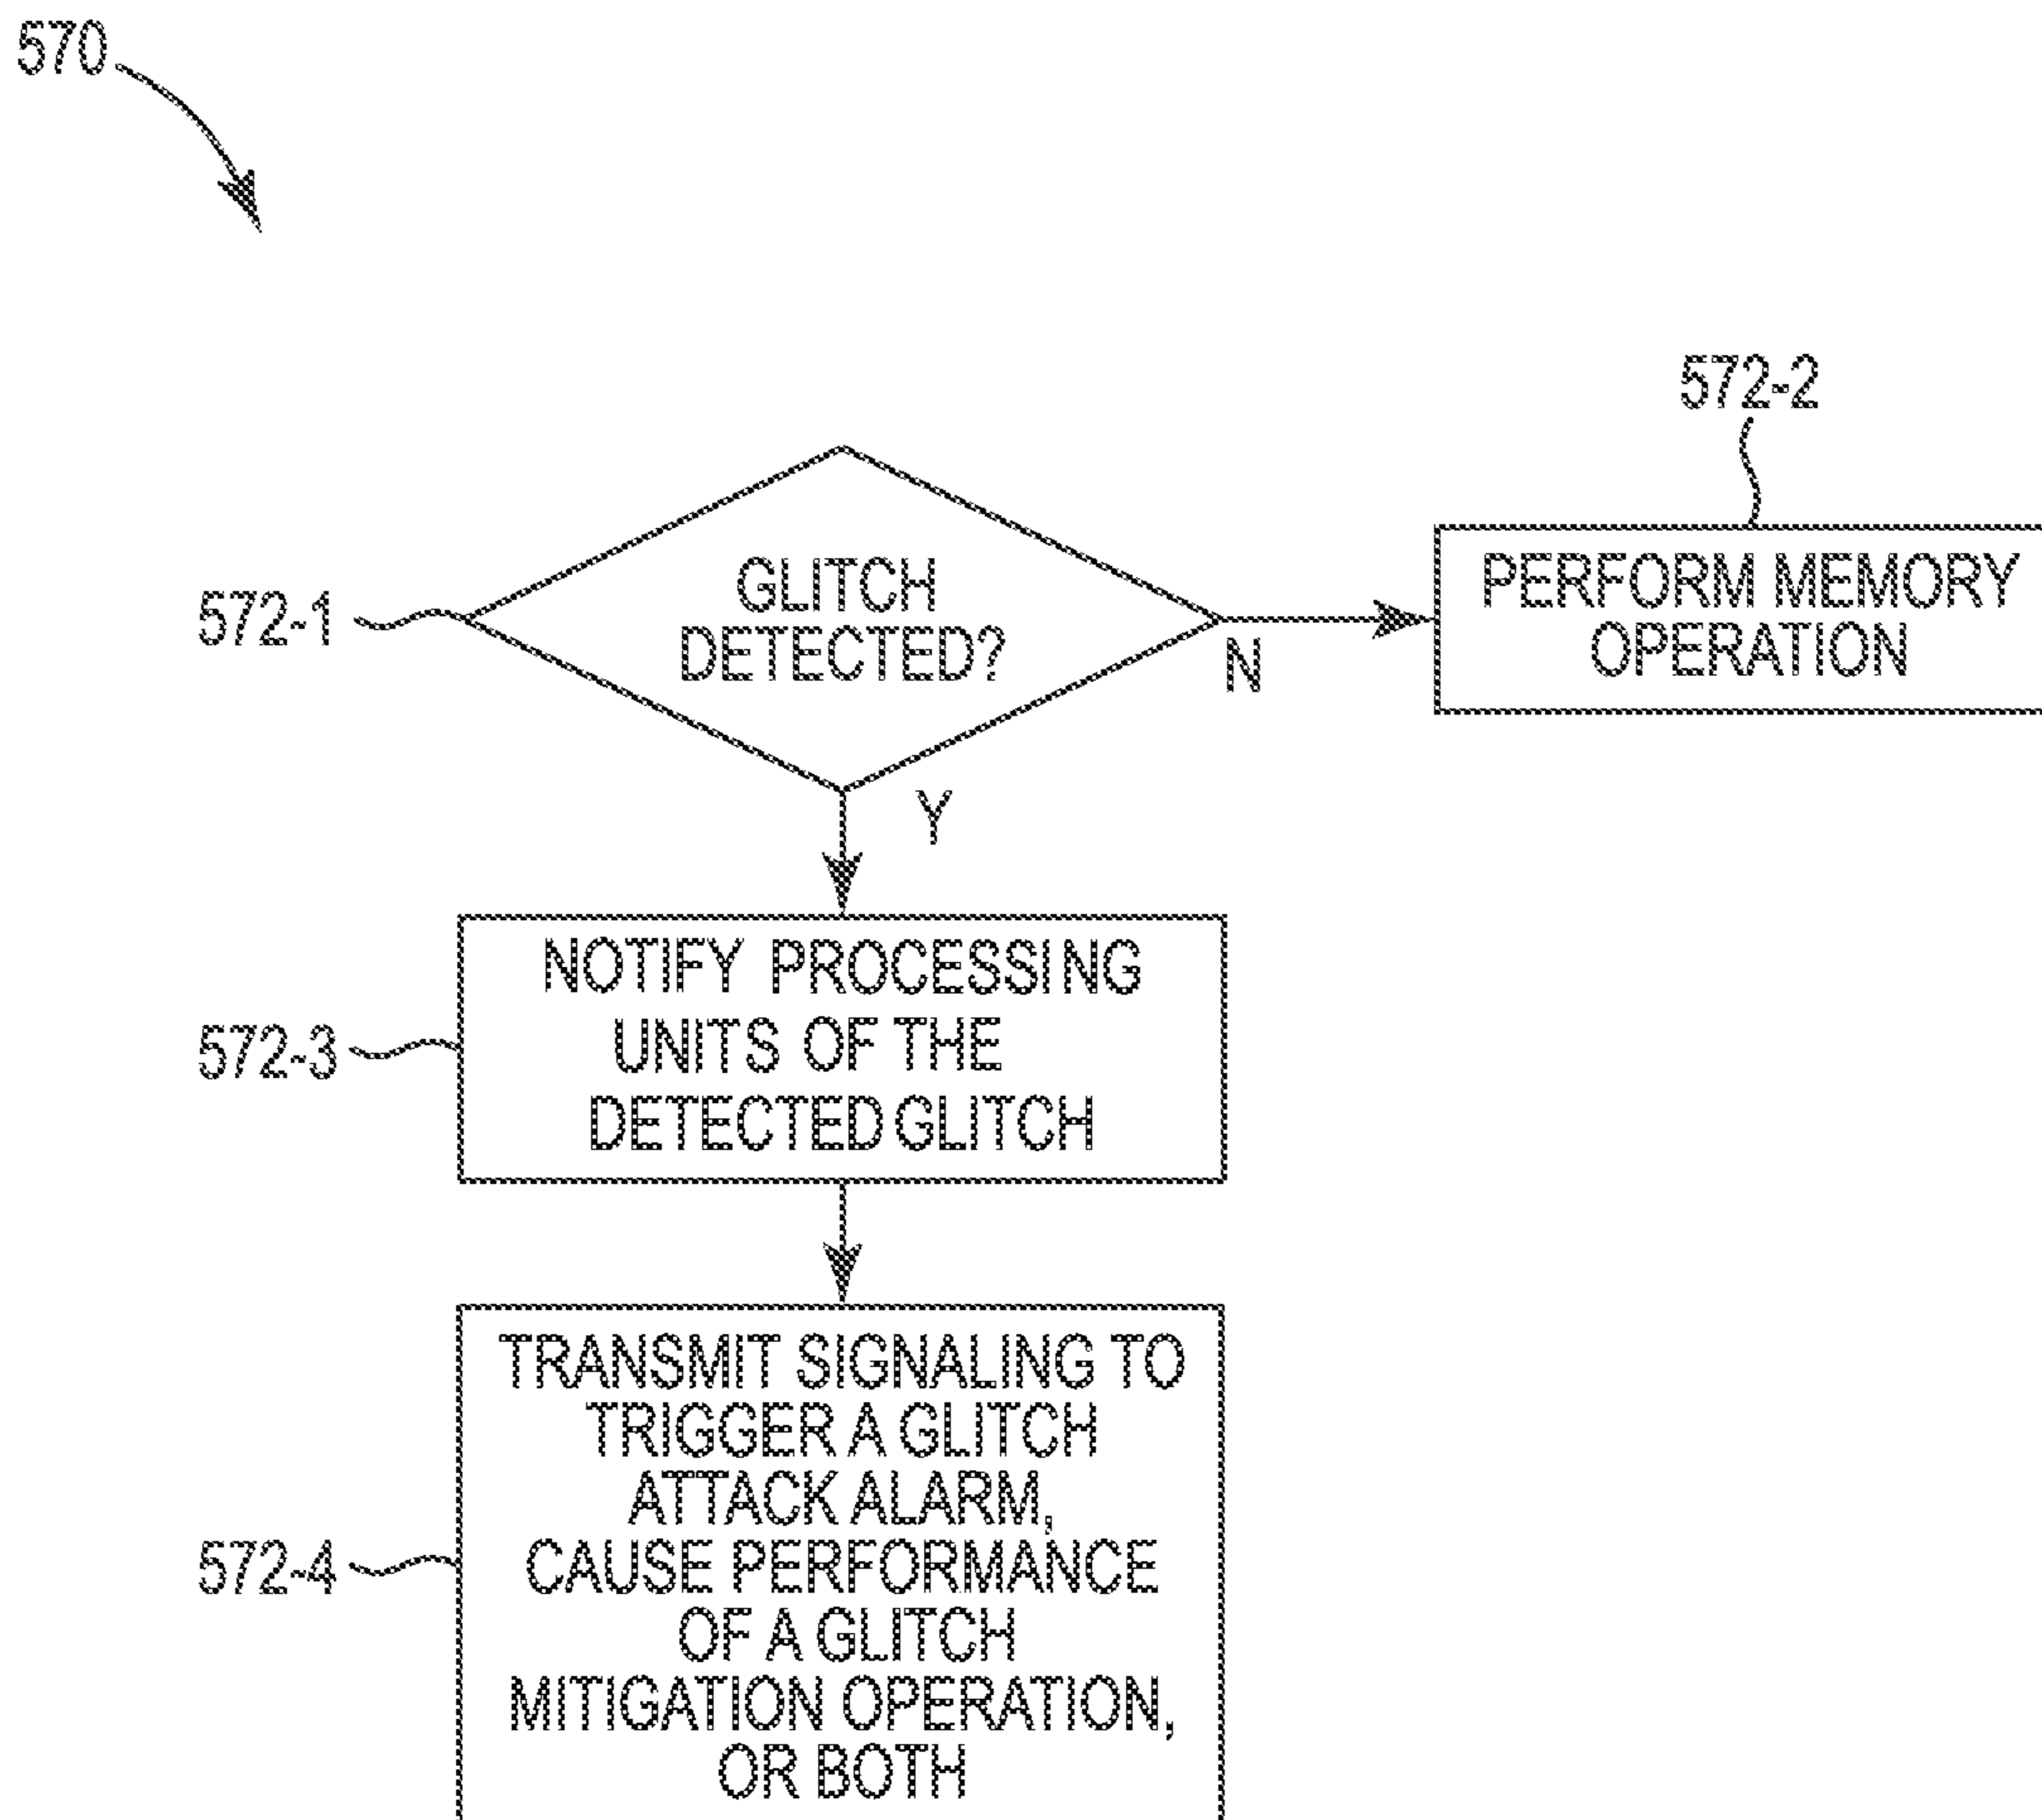 570
572-2
572-1
GLITCH
DETECTED?
N
PERFORM MEMORY
OPERATION
Y
572-3
NOTIFY PROCESSING
UNITS OF THE
DETECTED GLITCH
572-4
TRANSMIT SIGNALING TO
TRIGGER A GLITCH
ATTACK ALARM,
CAUSE PERFORMANCE
OF A GLITCH
MITIGATION OPERATION,
OR BOTH